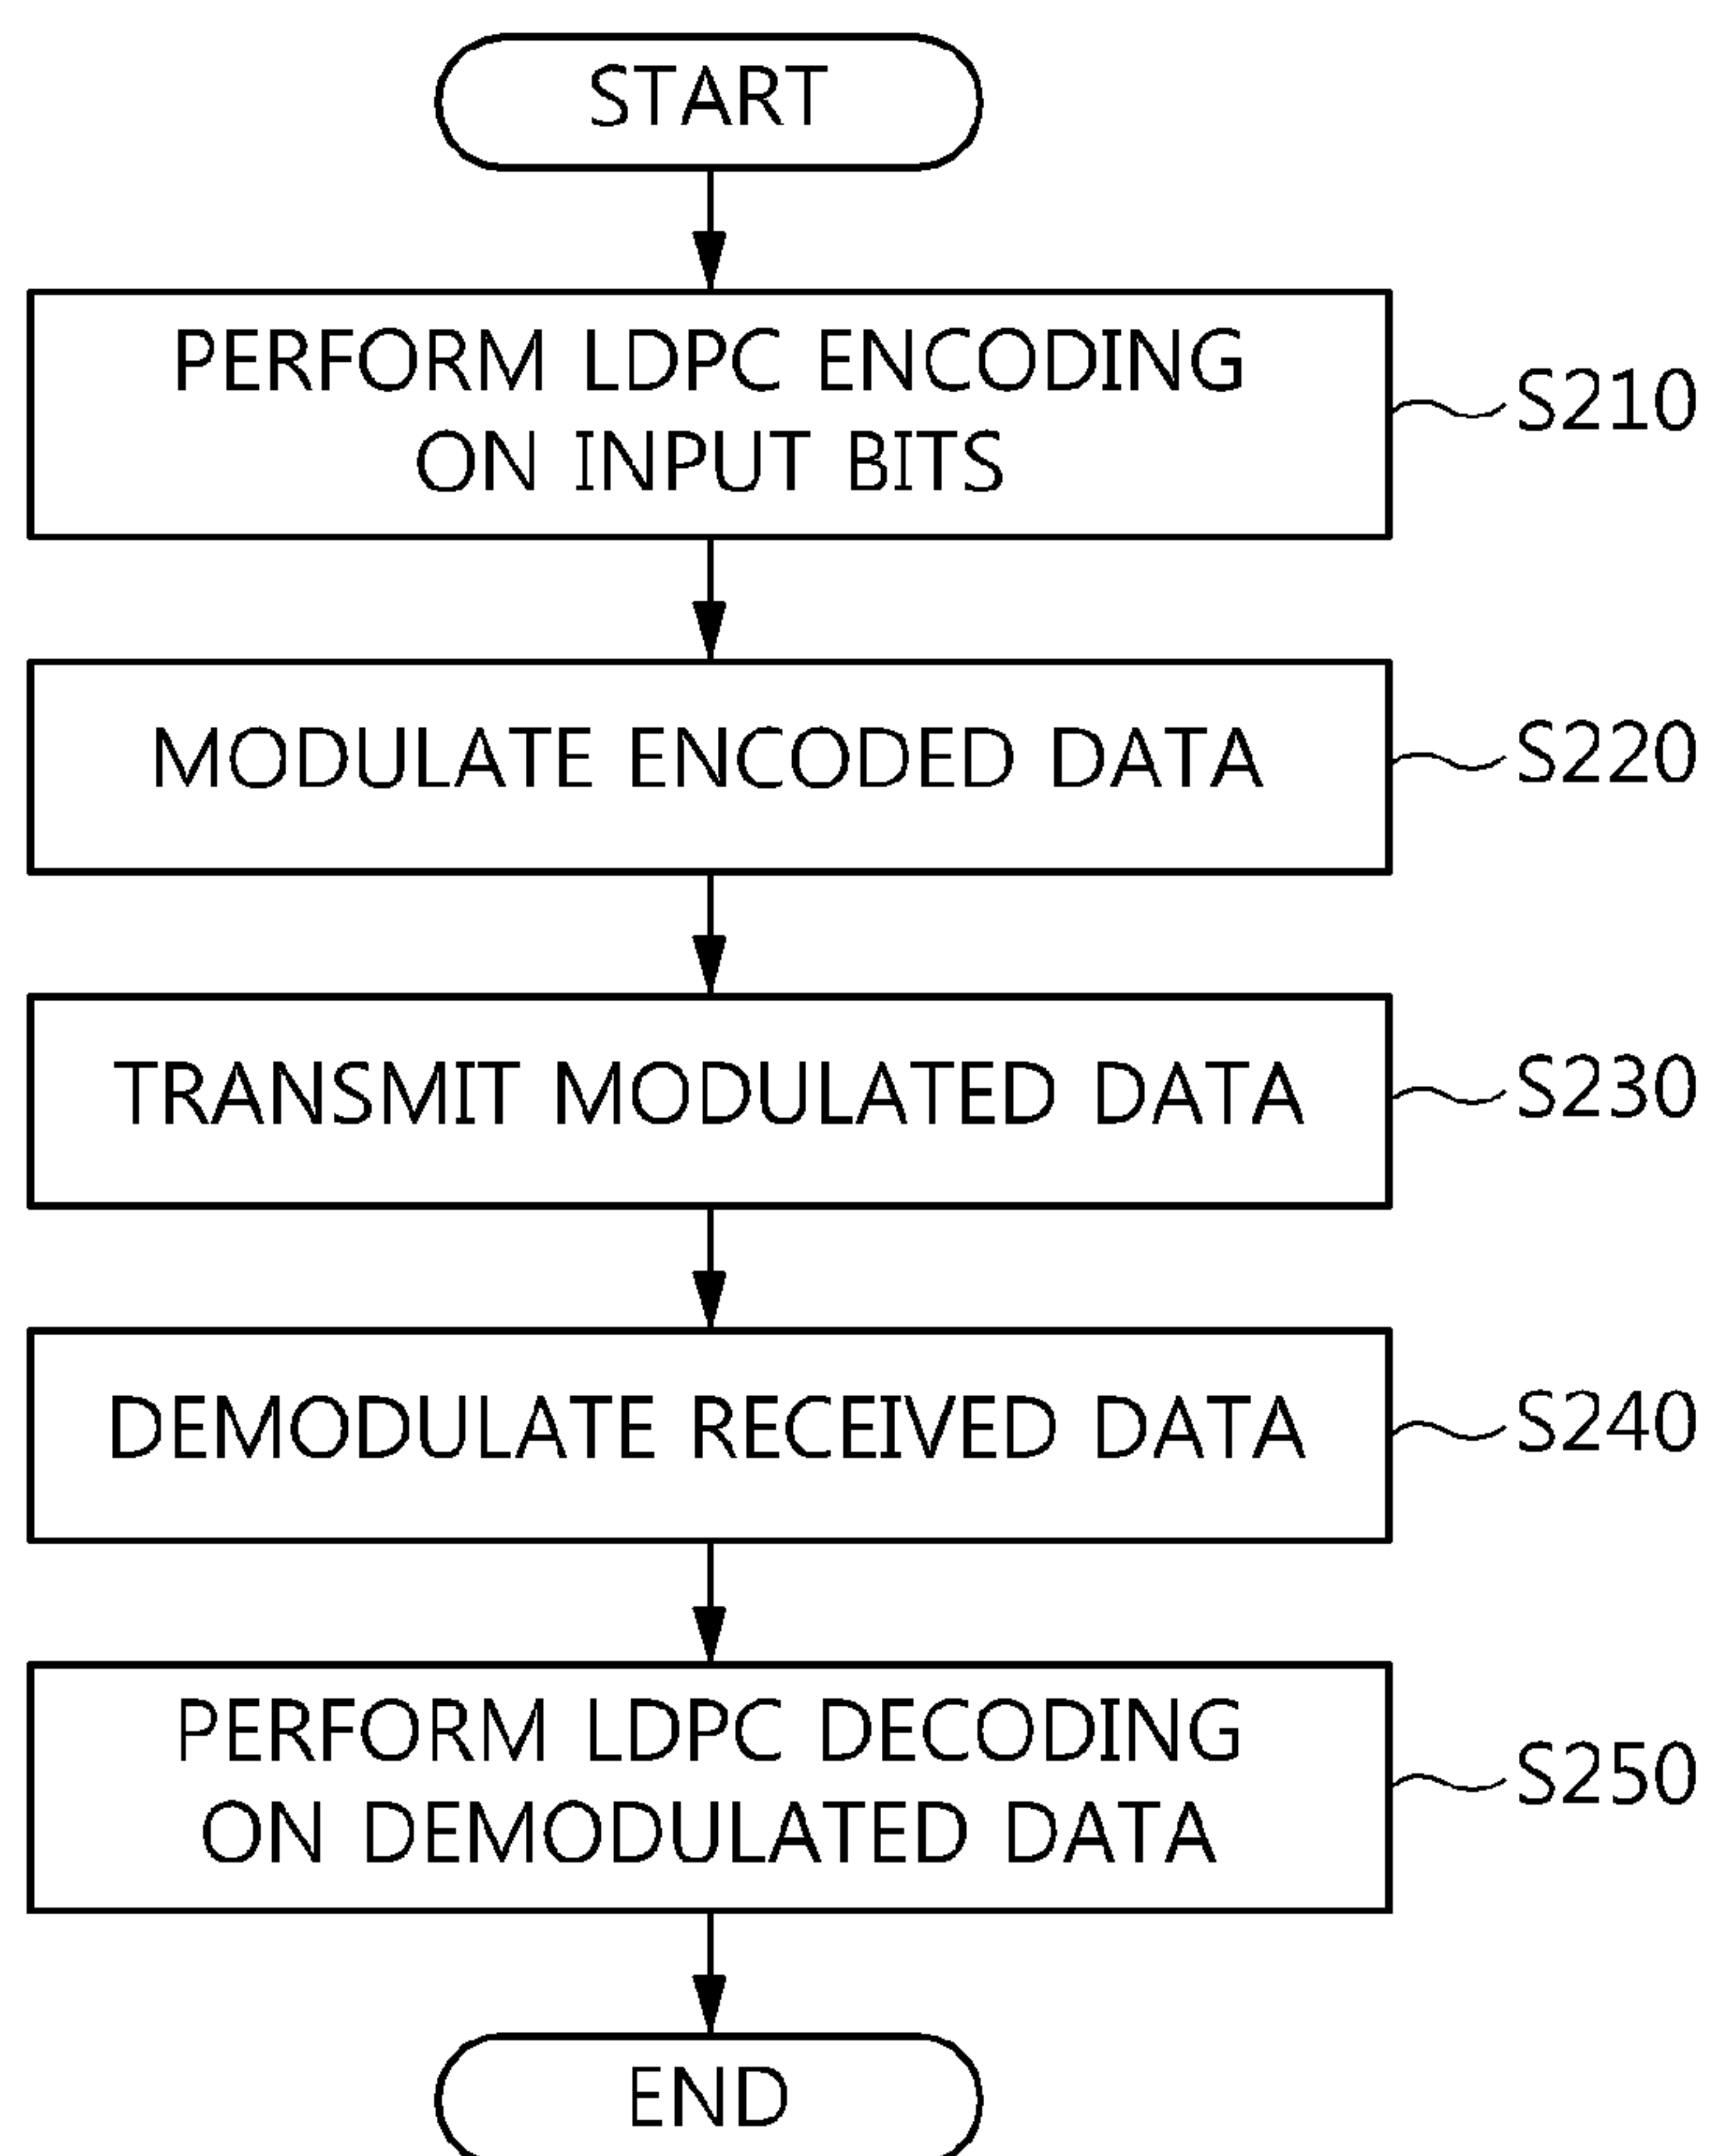 START
PERFORM LDPC ENCODING
ON INPUT BITS
S210
MODULATE ENCODED DATA
S220
TRANSMIT MODULATED DATA
S230
DEMODULATE RECEIVED DATA
S240
PERFORM LDPC DECODING
ON DEMODULATED DATA
S250
END